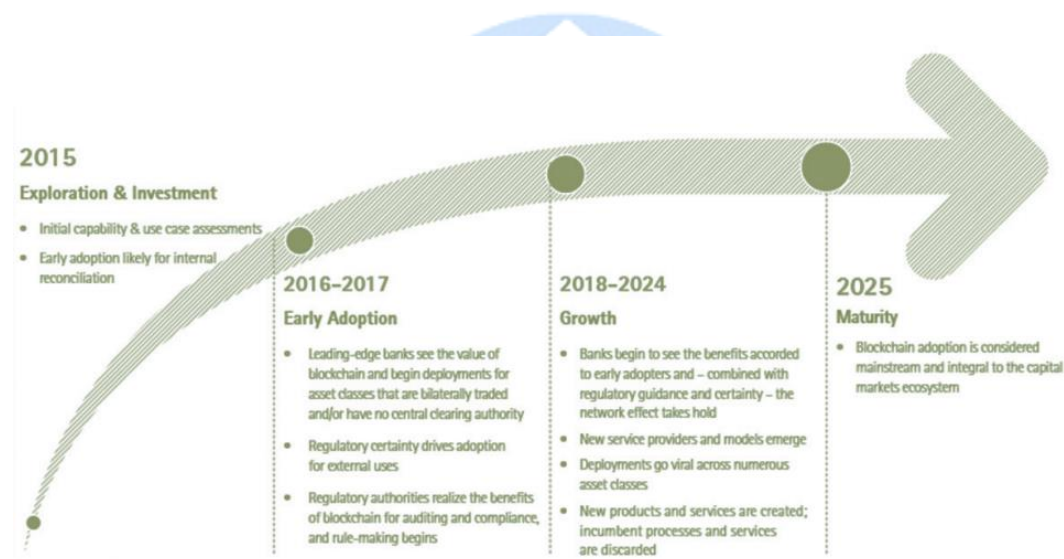 2015
Exploration & Investment
• Initial capability & use case assessments
• Early adoption likely for internal
reconciliation
2016–2017
Early Adoption
• Leading-edge banks see the value of
blockchain and begin deployments for
asset classes that are bilaterally traded
and/or have no central clearing authority
• Regulatory certainty drives adoption
for external uses
• Regulatory authorities realize the benefits
of blockchain for auditing and compliance,
and rule-making begins
2018–2024
Growth
• Banks begin to see the benefits accorded
to early adopters and – combined with
regulatory guidance and certainty – the
network effect takes hold
• New service providers and models emerge
• Deployments go viral across numerous
asset classes
• New products and services are created;
incumbent processes and services
are discarded
2025
Maturity
• Blockchain adoption is considered
mainstream and integral to the capital
markets ecosystem